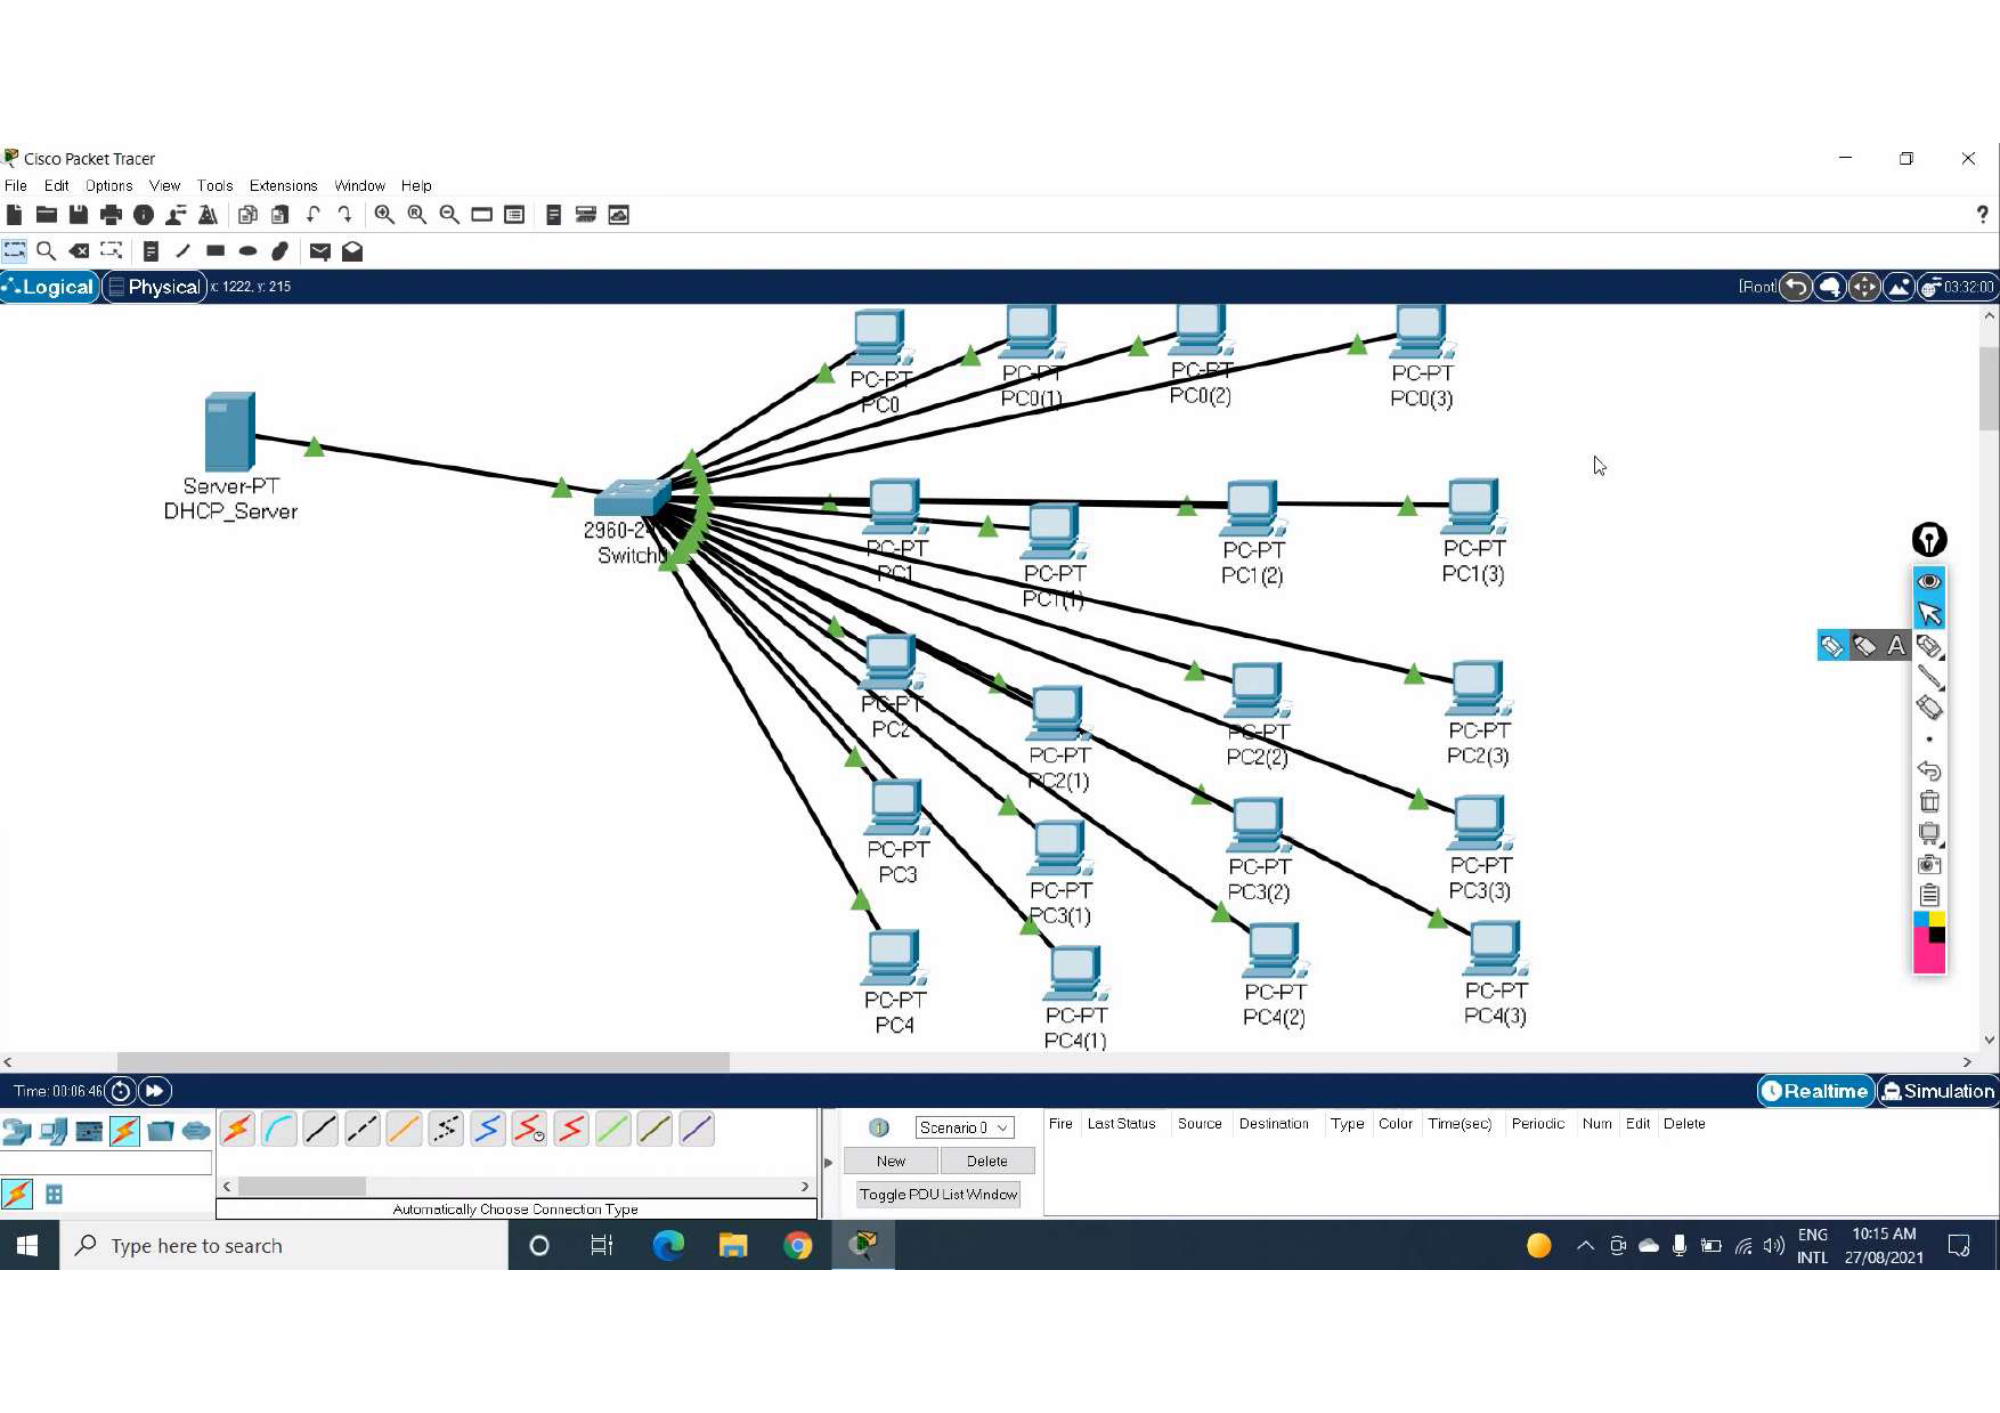 Cisco Packet Tracer
File Edit Options View Tools Extensions Window Help
?
Logical Physical x: 1222, y: 215 [Root] 03:32:00
PC-PT
PC0
PC-PT
PC0(1)
PC-PT
PC0(2)
PC-PT
PC0(3)
Server-PT
DHCP_Server
2960-24
Switch0
PC-PT
PC1
PC-PT
PC1(1)
PC-PT
PC1(2)
PC-PT
PC1(3)
A
PC-PT
PC2
PC-PT
PC2(1)
PC-PT
PC2(2)
PC-PT
PC2(3)
PC-PT
PC3
PC-PT
PC3(1)
PC-PT
PC3(2)
PC-PT
PC3(3)
PC-PT
PC4
PC-PT
PC4(1)
PC-PT
PC4(2)
PC-PT
PC4(3)
Time: 00:06:46 Realtime Simulation
Scenario 0
New Delete
Toggle PDU List Window
Fire Last Status Source Destination Type Color Time(sec) Periodic Num Edit Delete
Automatically Choose Connection Type
Type here to search
ENG
INTL
10:15 AM
27/08/2021